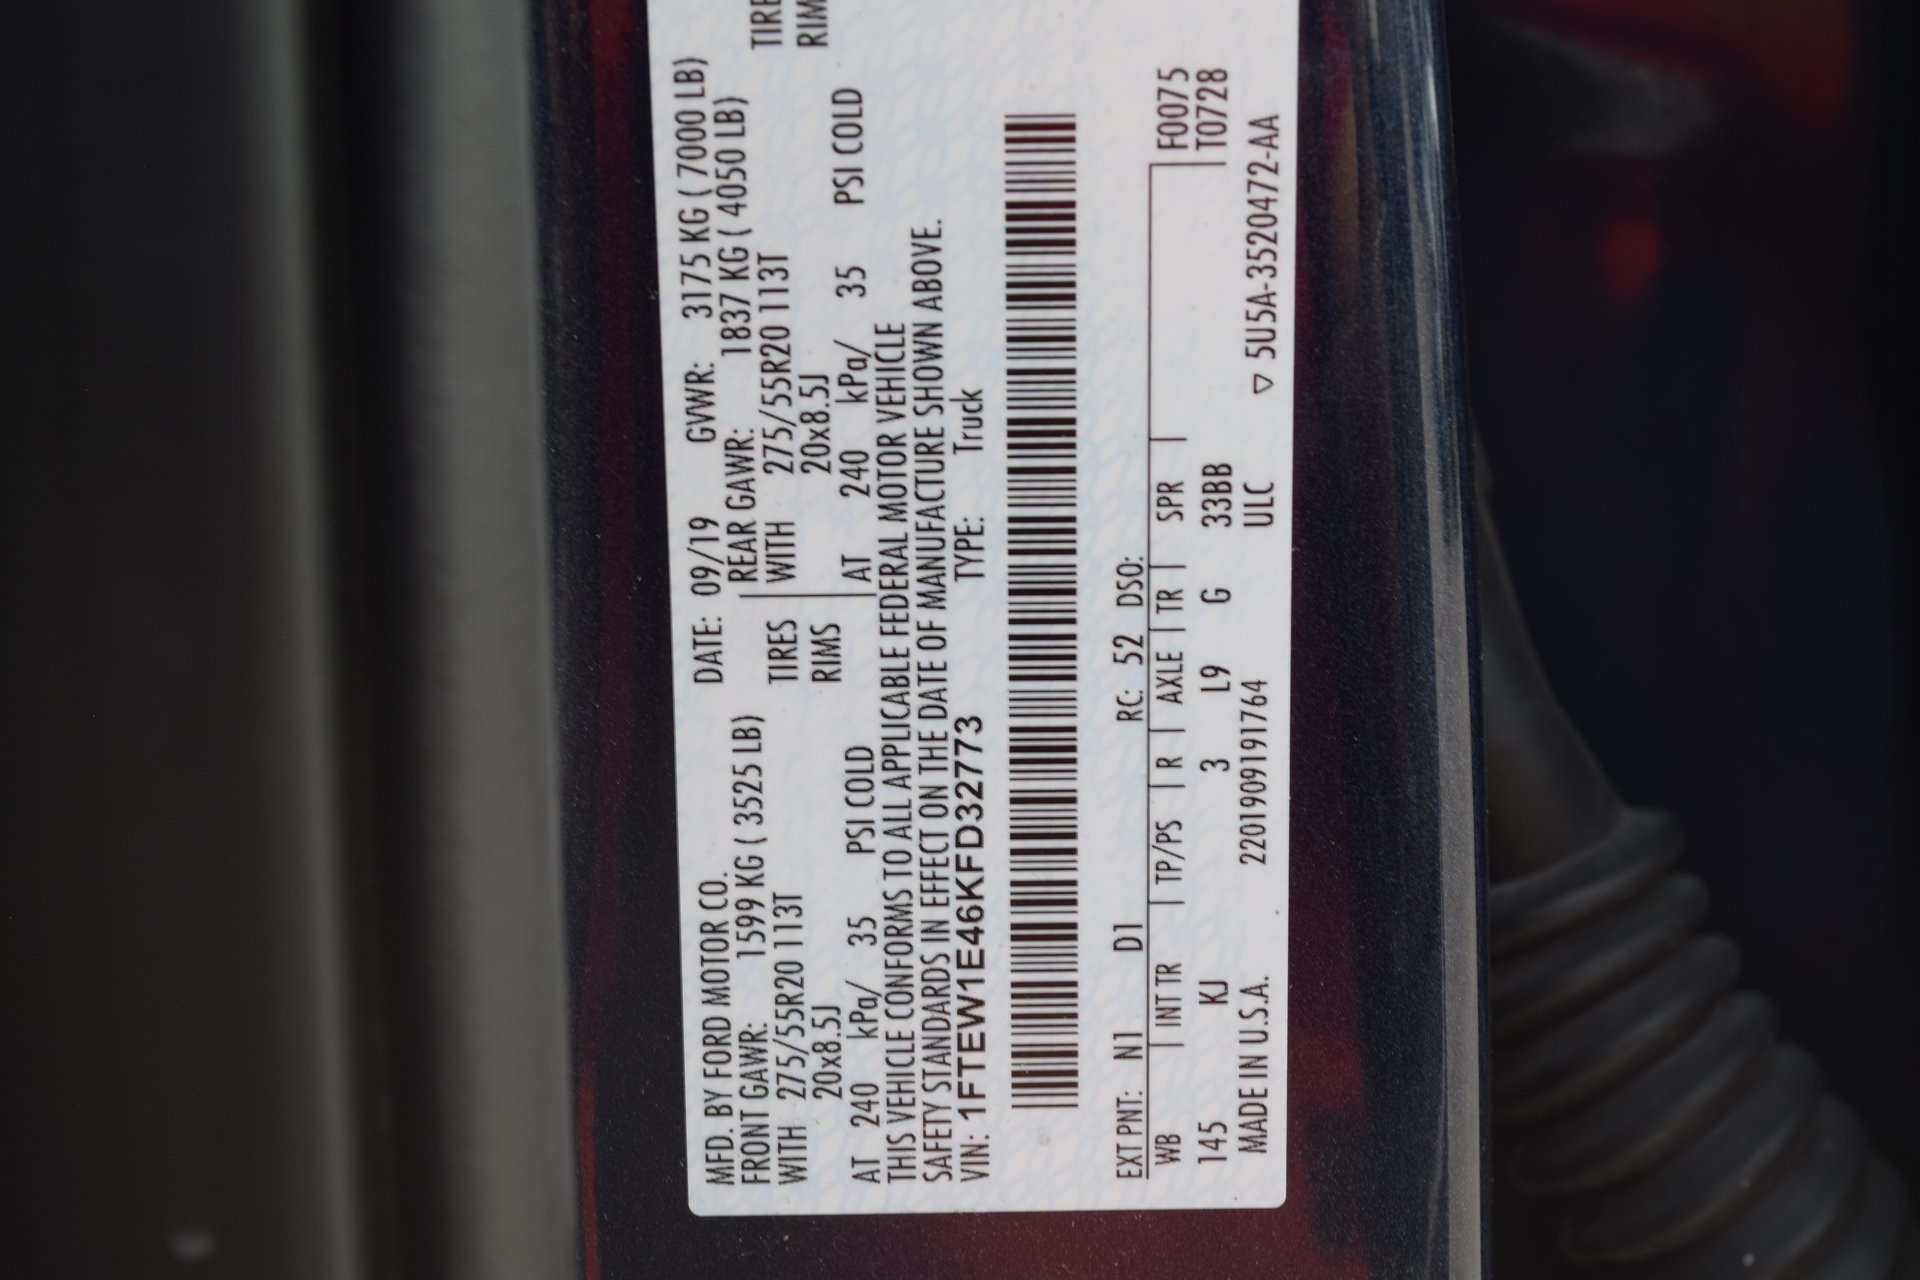 MFD. BY FORD MOTOR CO.
DATE: 09/19 GVWR: 3175 KG ( 7000 LB)
FRONT GAWR: 1599 KG ( 3525 LB) REAR GAWR: 1837 KG ( 4050 LB)
WITH 275/55R20 113T TIRES WITH 275/55R20 113T TIRE
20x8.5J RIMS 20x8.5J RIM
AT 240 kPa/ 35 PSI COLD AT 240 kPa/ 35 PSI COLD
THIS VEHICLE CONFORMS TO ALL APPLICABLE FEDERAL MOTOR VEHICLE
SAFETY STANDARDS IN EFFECT ON THE DATE OF MANUFACTURE SHOWN ABOVE.
VIN: 1FTEW1E46KFD32773 TYPE: Truck
EXT PNT: N1 D1 RC: 52 DSO:
WB INT TR TP/PS R AXLE TR SPR F0075
145 KJ 3 L9 G 33BB T0728
MADE IN U.S.A. 2201909191764 ULC ▽ 5U5A-3520472-AA